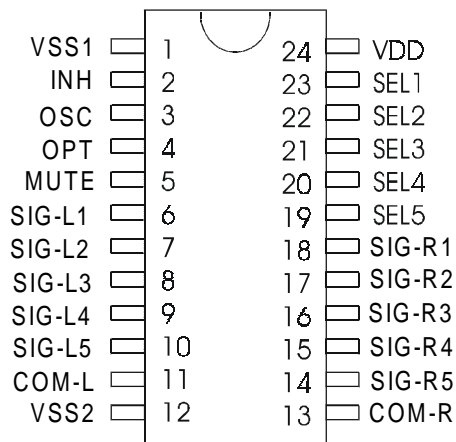 VSS1 1 24 VDD
INH 2 23 SEL1
OSC 3 22 SEL2
OPT 4 21 SEL3
MUTE 5 20 SEL4
SIG-L1 6 19 SEL5
SIG-L2 7 18 SIG-R1
SIG-L3 8 17 SIG-R2
SIG-L4 9 16 SIG-R3
SIG-L5 10 15 SIG-R4
COM-L 11 14 SIG-R5
VSS2 12 13 COM-R